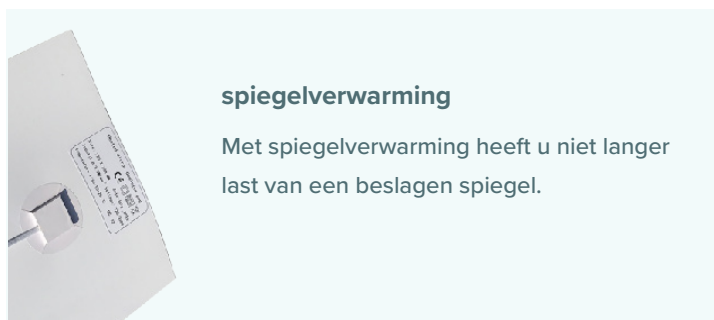 spiegelverwarming
Met spiegelverwarming heeft u niet langer
last van een beslagen spiegel.